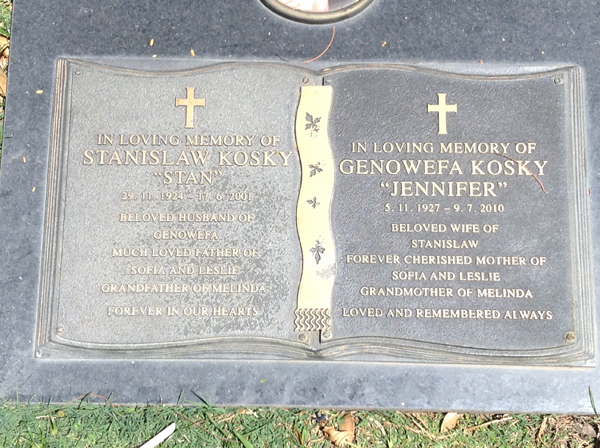 IN LOVING MEMORY OF
STANISLAW KOSKY
"STAN"
29. 11. 1924 - 17. 6. 2001
BELOVED HUSBAND OF
GENOWEFA
MUCH LOVED FATHER OF
SOFIA AND LESLIE
GRANDFATHER OF MELINDA
FOREVER IN OUR HEARTS
IN LOVING MEMORY OF
GENOWEFA KOSKY
"JENNIFER"
5. 11. 1927 - 9. 7. 2010
BELOVED WIFE OF
STANISLAW
FOREVER CHERISHED MOTHER OF
SOFIA AND LESLIE
GRANDMOTHER OF MELINDA
LOVED AND REMEMBERED ALWAYS